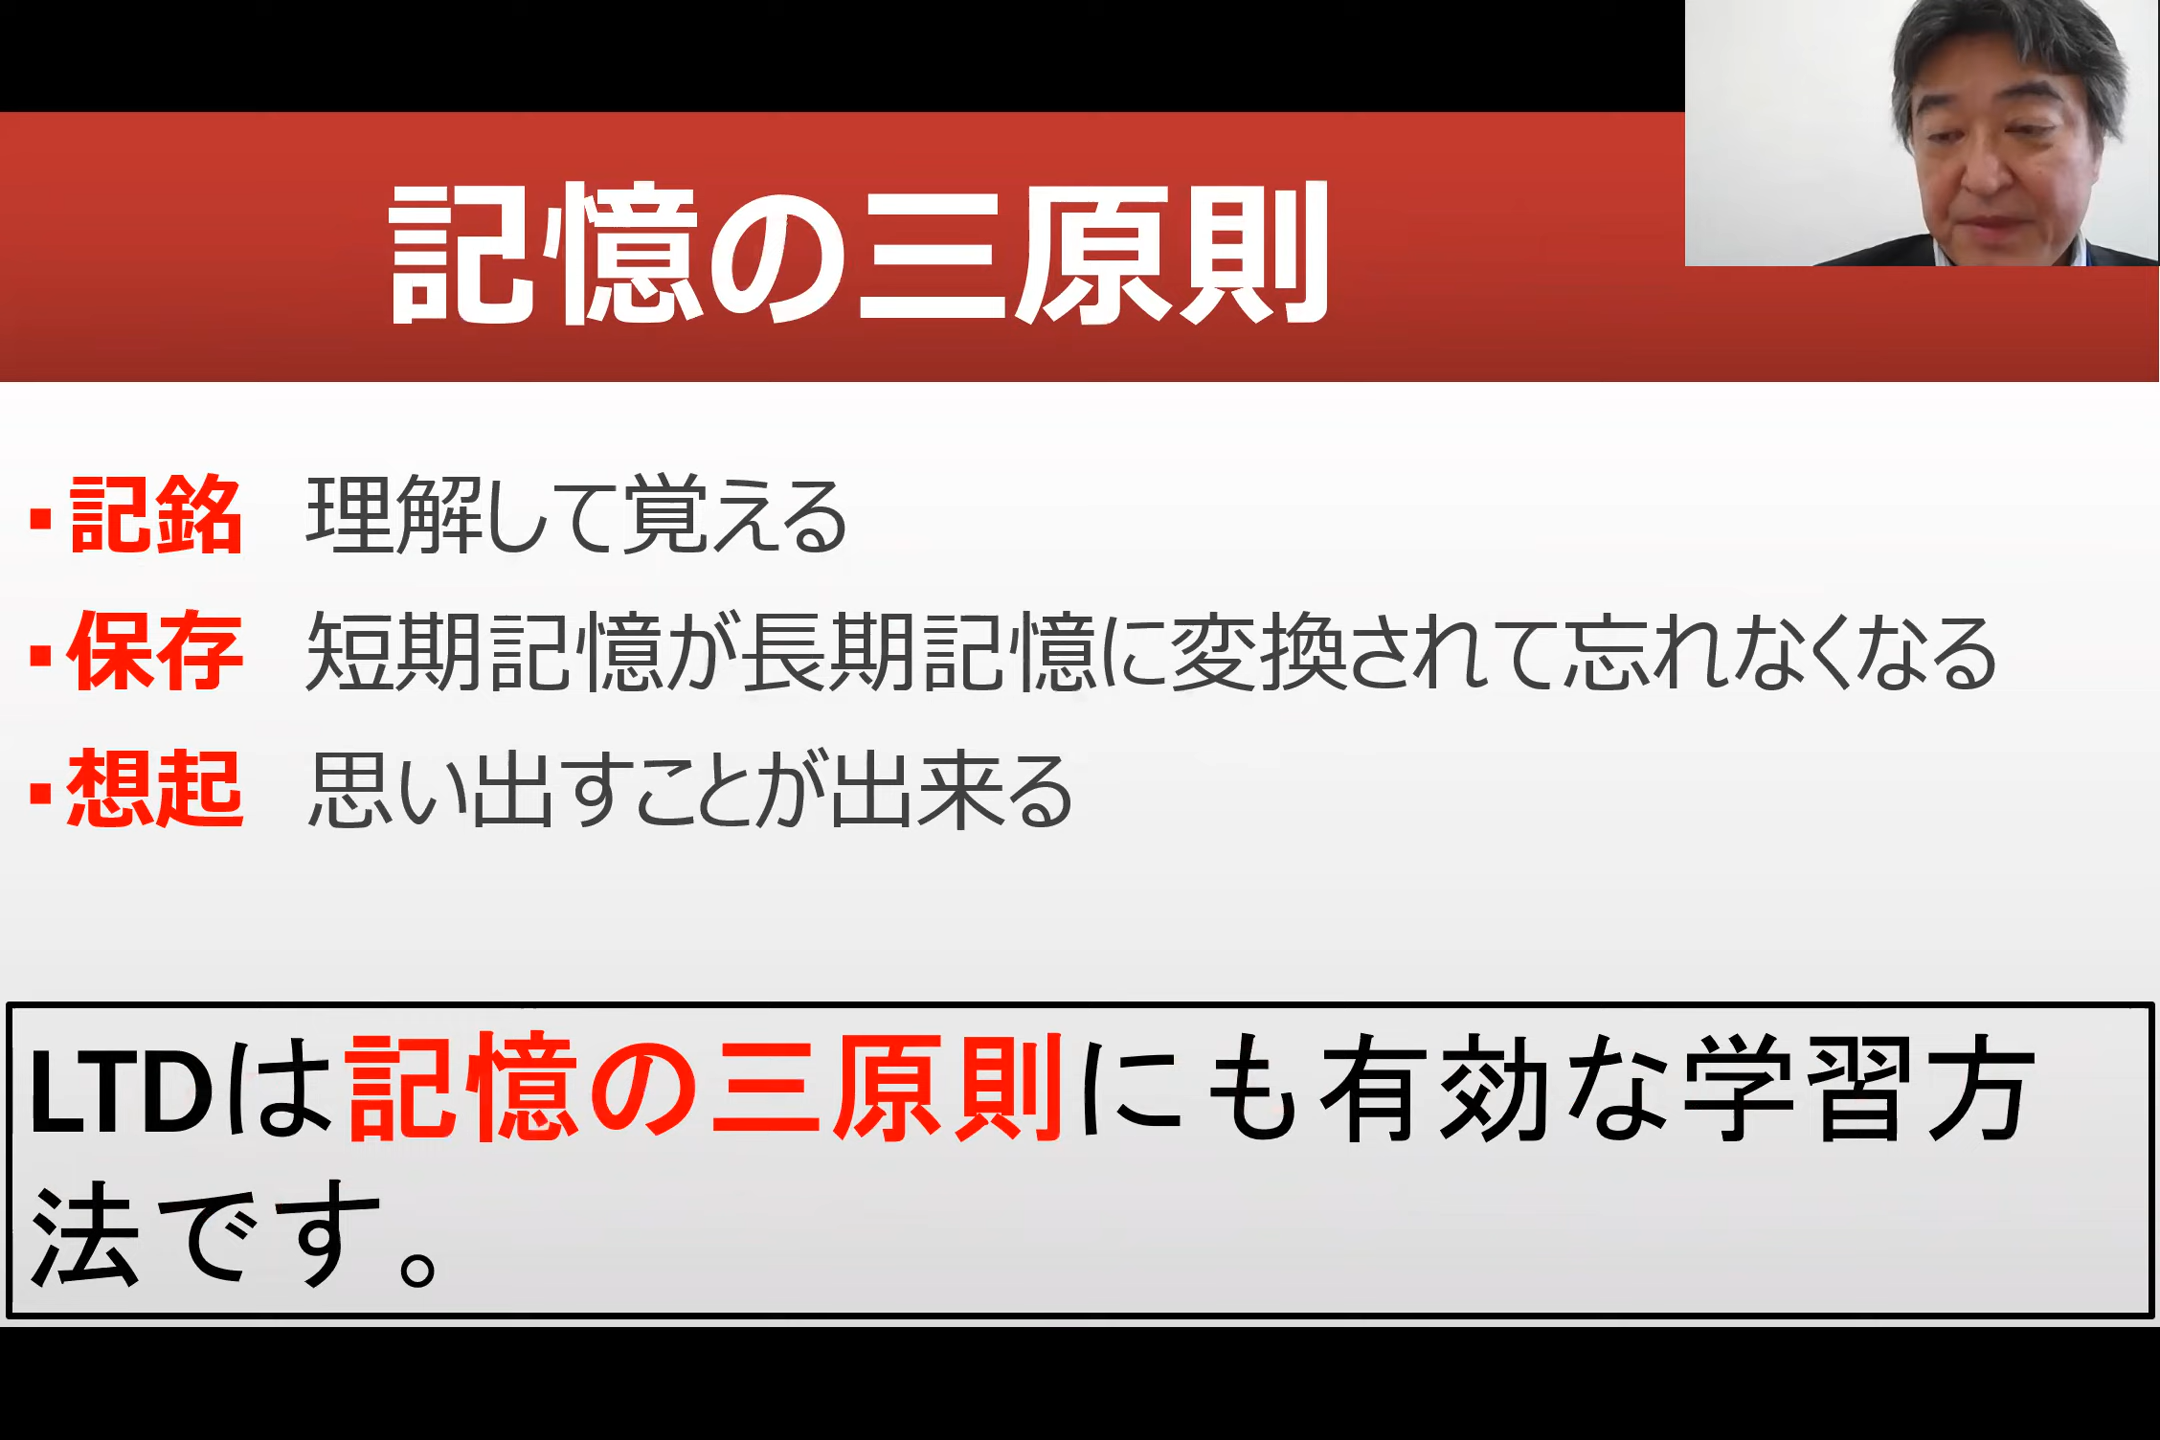 記憶の三原則
▪記銘 理解して覚える
▪保存 短期記憶が長期記憶に変換されて忘れなくなる
▪想起 思い出すことが出来る
LTDは記憶の三原則にも有効な学習方
法です。